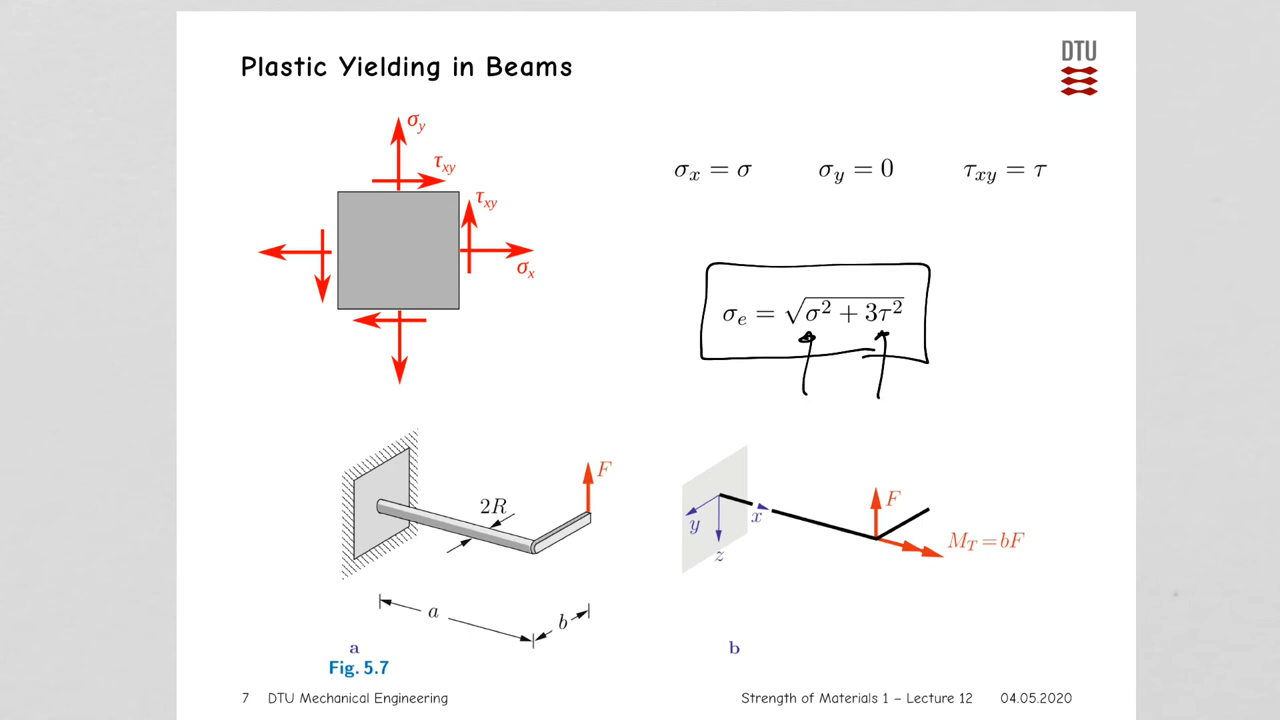 Plastic Yielding in Beams
DTU
σy
τxy
τxy
σx
σx = σ σy = 0 τxy = τ
σe = √σ² + 3τ²
F
2R
a
b
a
Fig. 5.7
F
y
x
z
MT = bF
b
7 DTU Mechanical Engineering Strength of Materials 1 – Lecture 12 04.05.2020